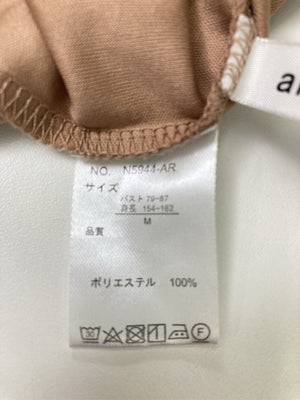 NO. N5944-AR
サイズ
バスト 79-87
身長 154-162
M
品質
ポリエステル 100%